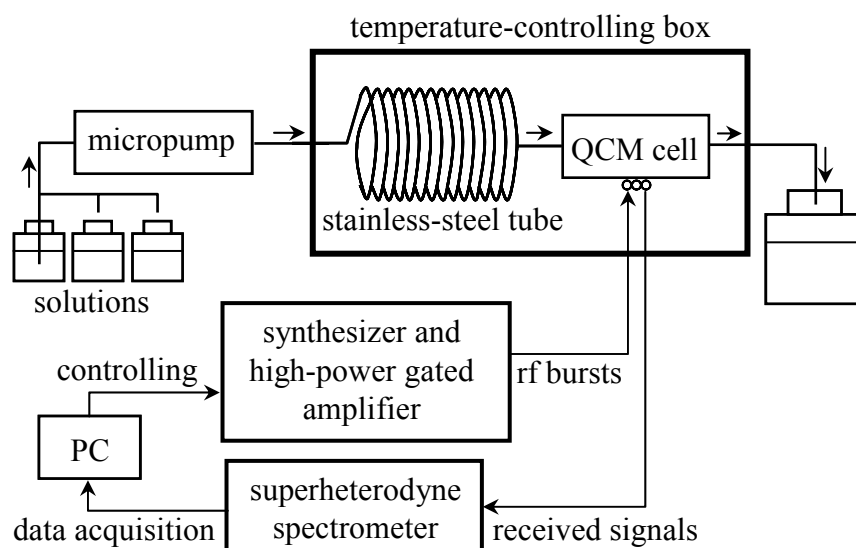 temperature-controlling box
micropump
QCM cell
stainless-steel tube
solutions
synthesizer and
high-power gated
amplifier
controlling
rf bursts
PC
superheterodyne
spectrometer
data acquisition
received signals